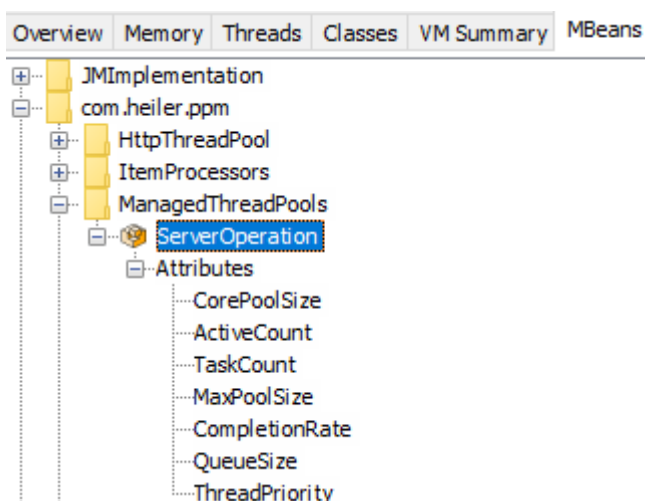 Overview Memory Threads Classes VM Summary MBeans
JMImplementation
com.heiler.ppm
HttpThreadPool
ItemProcessors
ManagedThreadPools
ServerOperation
Attributes
CorePoolSize
ActiveCount
TaskCount
MaxPoolSize
CompletionRate
QueueSize
ThreadPriority